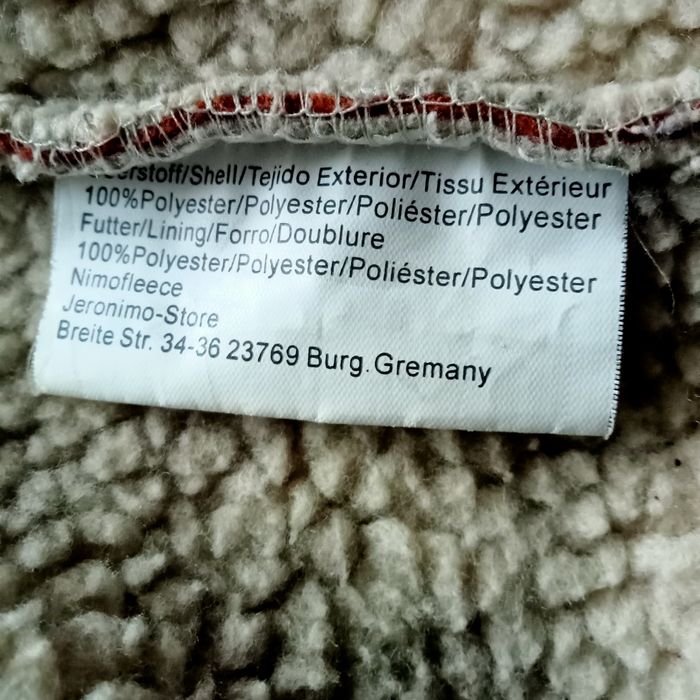 Shell/Tejido Exterior/Tissu Extérieur
100%Polyester/Polyester/Poliéster/Polyester
Futter/Lining/Forro/Doublure
100%Polyester/Polyester/Poliéster/Polyester
Nimofleece
Jeronimo-Store
Breite Str. 34-36 23769 Burg.Gremany